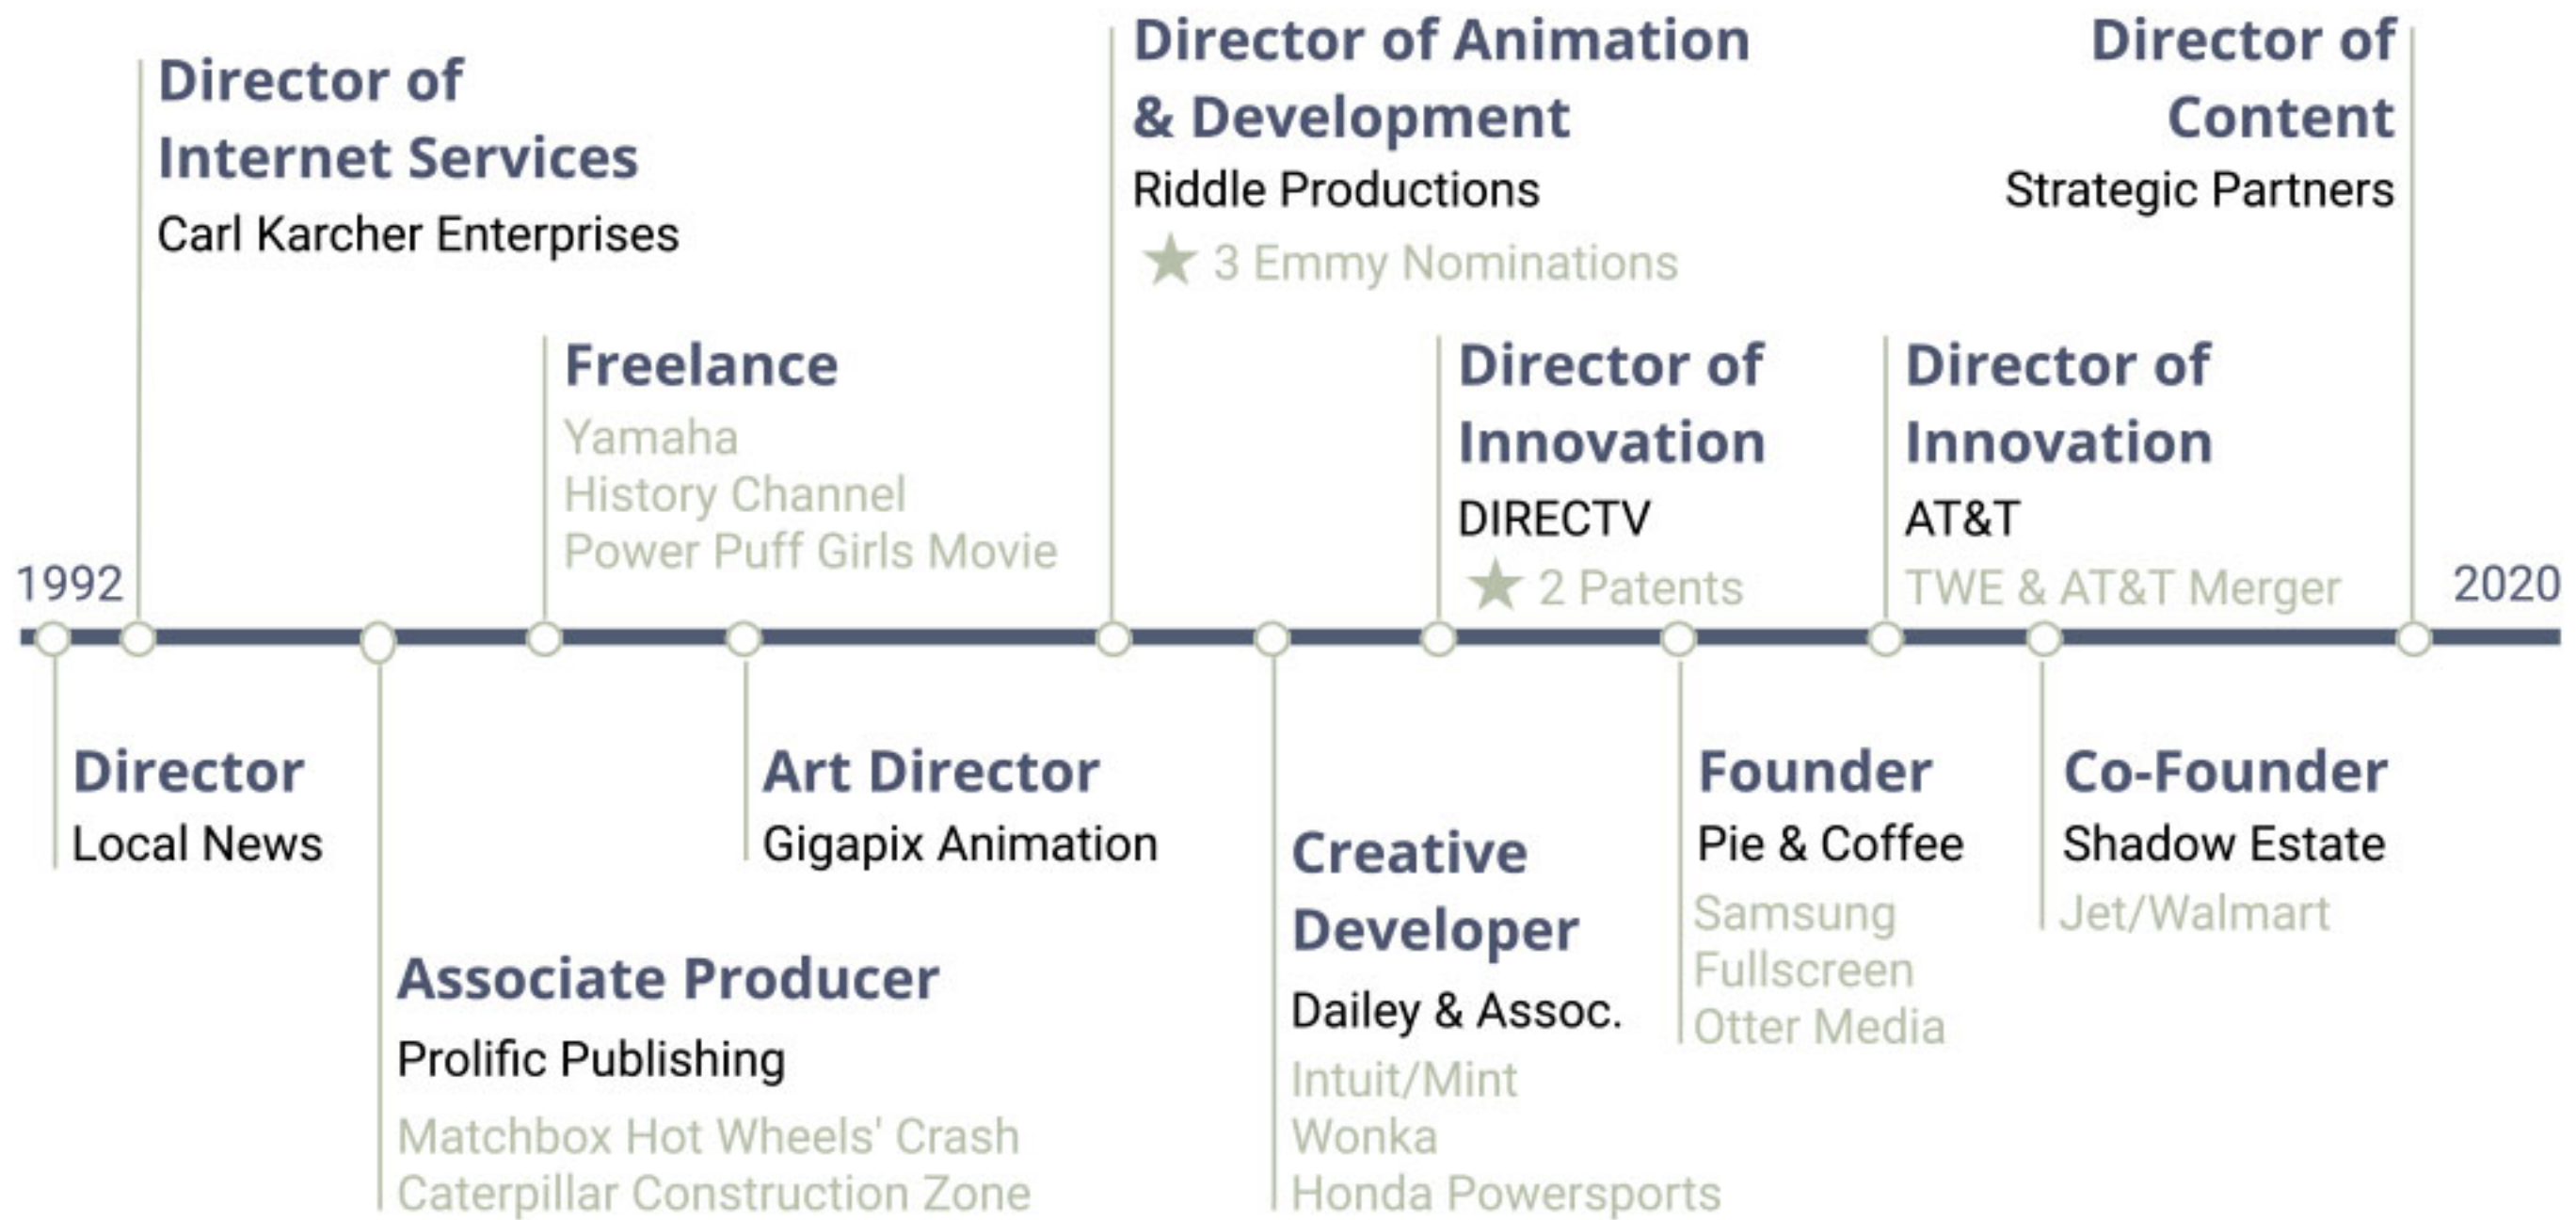 Director of
Internet Services
Carl Karcher Enterprises
Director of Animation
& Development
Riddle Productions
★ 3 Emmy Nominations
Director of
Content
Strategic Partners
Freelance
Yamaha
History Channel
Power Puff Girls Movie
Director of
Innovation
DIRECTV
★ 2 Patents
Director of
Innovation
AT&T
TWE & AT&T Merger
1992
2020
Director
Local News
Associate Producer
Prolific Publishing
Matchbox Hot Wheels' Crash
Caterpillar Construction Zone
Art Director
Gigapix Animation
Creative
Developer
Dailey & Assoc.
Intuit/Mint
Wonka
Honda Powersports
Founder
Pie & Coffee
Samsung
Fullscreen
Otter Media
Co-Founder
Shadow Estate
Jet/Walmart